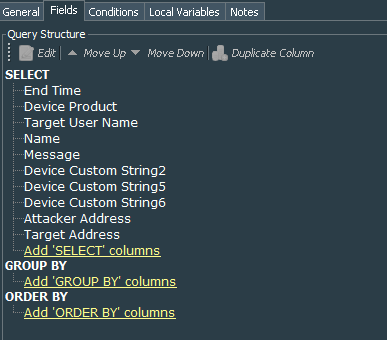 General Fields Conditions Local Variables Notes
Query Structure
Edit Move Up Move Down Duplicate Column
SELECT
End Time
Device Product
Target User Name
Name
Message
Device Custom String2
Device Custom String5
Device Custom String6
Attacker Address
Target Address
Add 'SELECT' columns
GROUP BY
Add 'GROUP BY' columns
ORDER BY
Add 'ORDER BY' columns